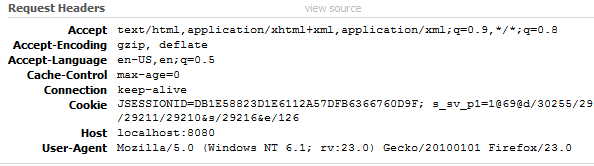 Request Headers view source
Accept text/html,application/xhtml+xml,application/xml;q=0.9,*/*;q=0.8
Accept-Encoding gzip, deflate
Accept-Language en-US,en;q=0.5
Cache-Control max-age=0
Connection keep-alive
Cookie JSESSIONID=DB1E58823D1E6112A57DFB6366760D9F; s_sv_p1=1@69@d/30255/29
/29211/29210&s/29216&e/126
Host localhost:8080
User-Agent Mozilla/5.0 (Windows NT 6.1; rv:23.0) Gecko/20100101 Firefox/23.0